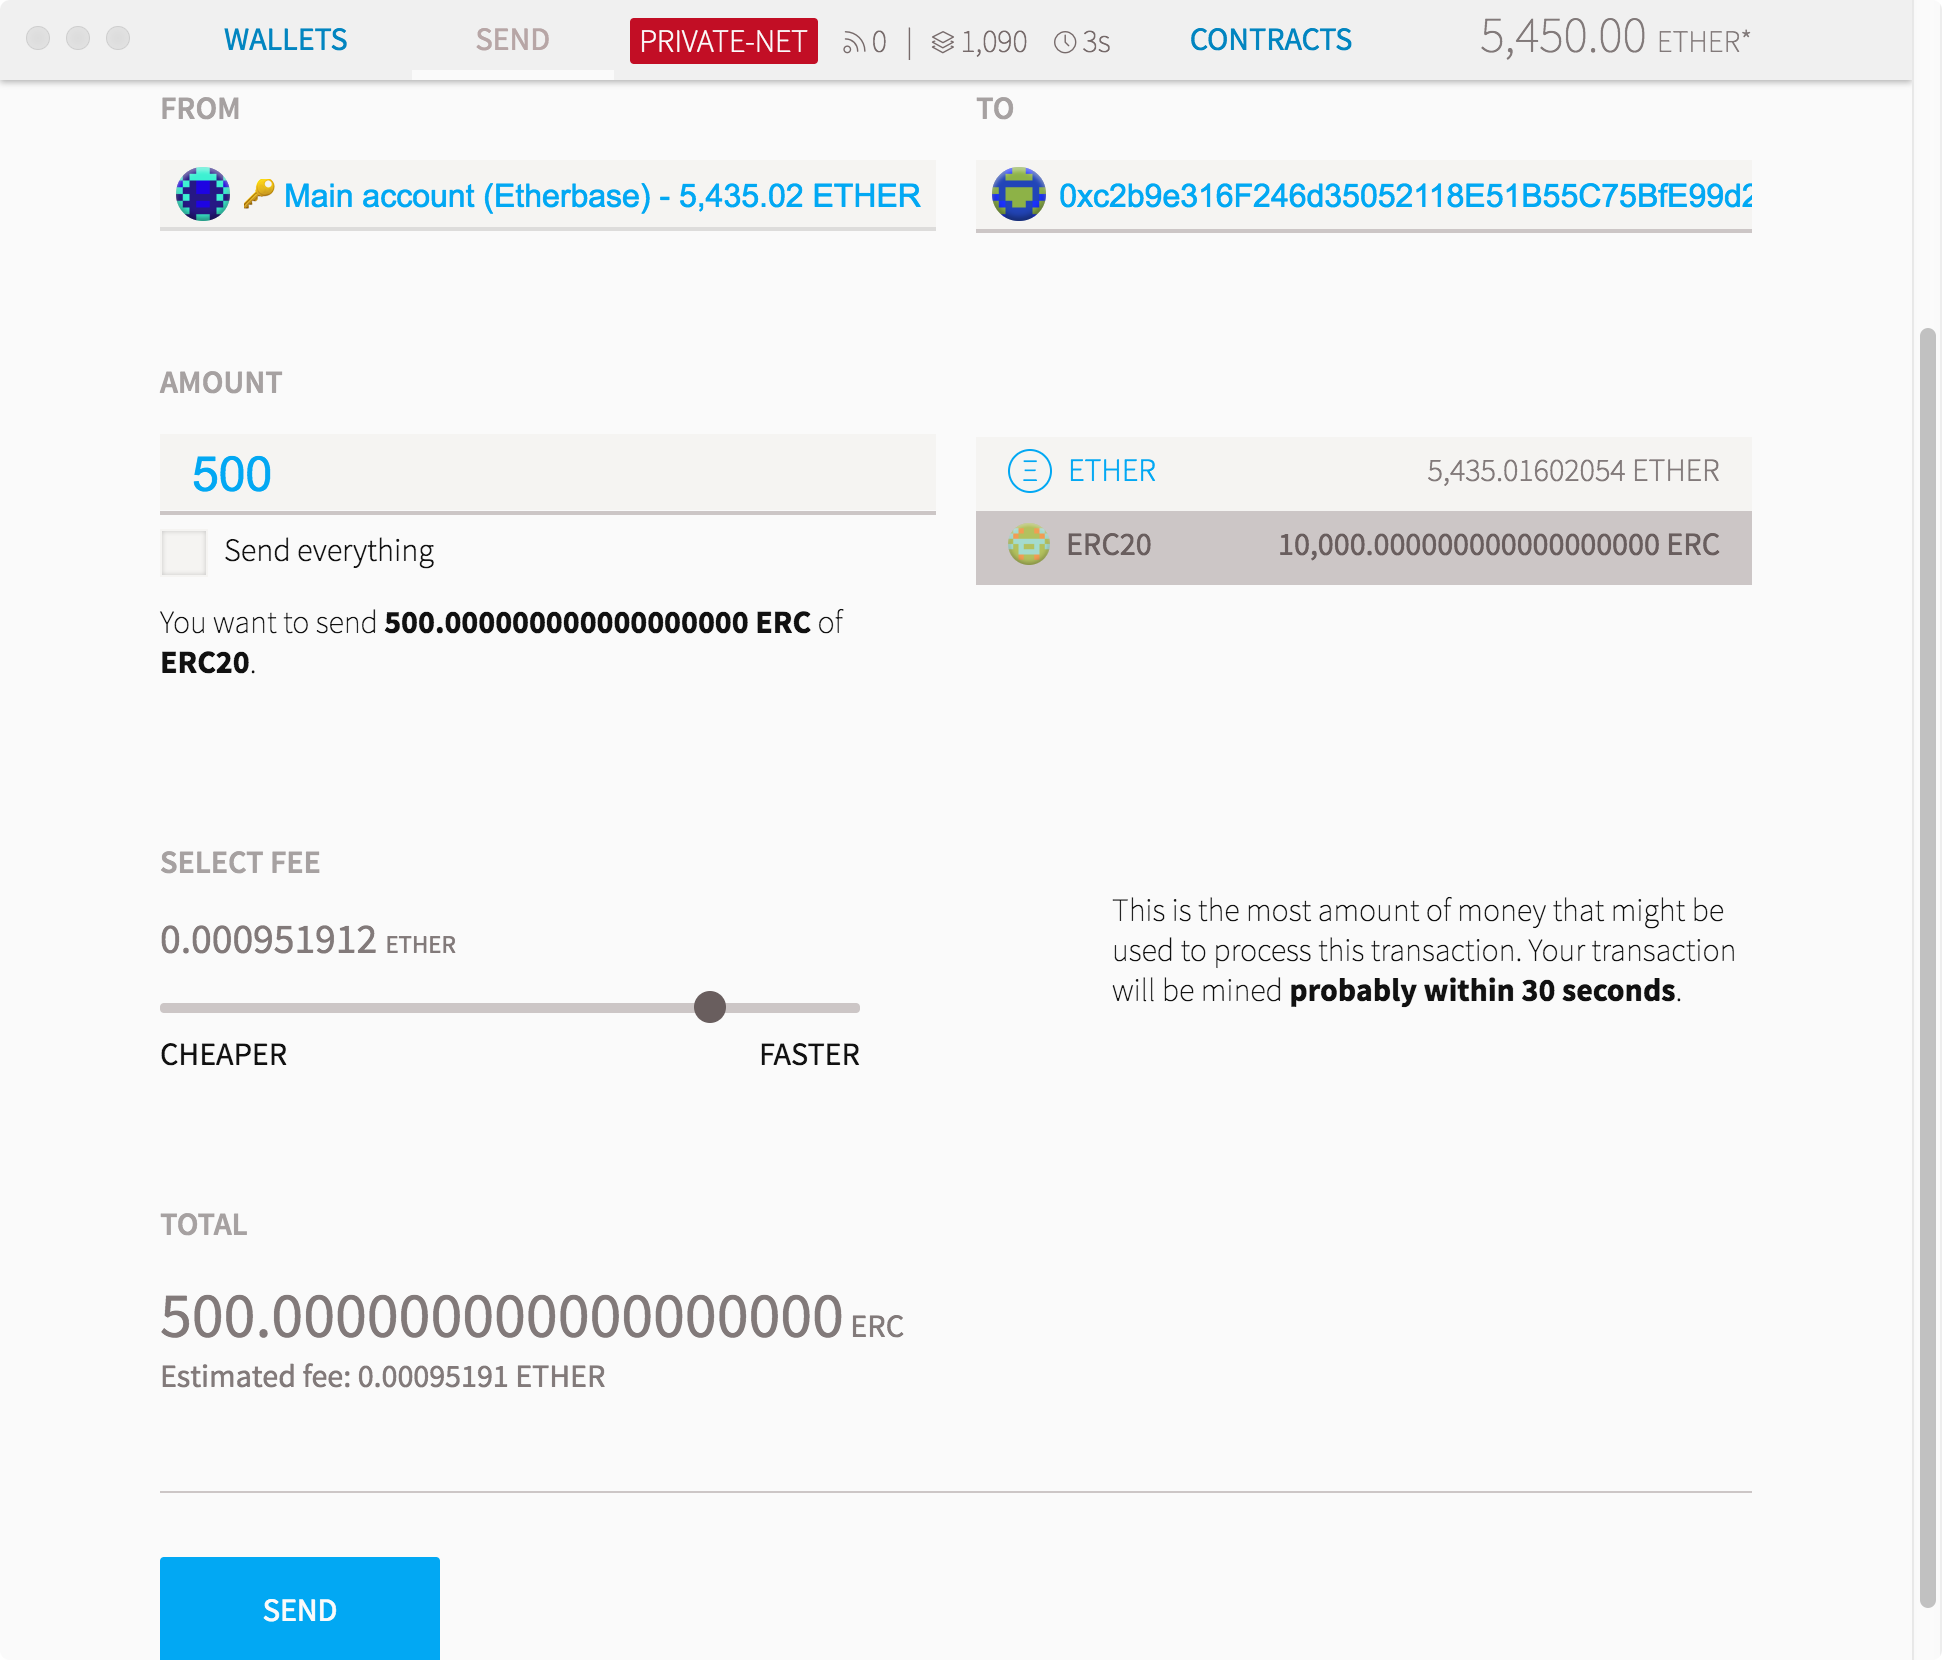 WALLETS SEND PRIVATE-NET 0 | 1,090 3s CONTRACTS 5,450.00 ETHER*
FROM
TO
Main account (Etherbase) - 5,435.02 ETHER
0xc2b9e316F246d35052118E51B55C75BfE99d2
AMOUNT
500
Send everything
You want to send 500.000000000000000000 ERC of
ERC20.
ETHER 5,435.01602054 ETHER
ERC20 10,000.000000000000000000 ERC
SELECT FEE
0.000951912 ETHER
CHEAPER FASTER
This is the most amount of money that might be
used to process this transaction. Your transaction
will be mined probably within 30 seconds.
TOTAL
500.000000000000000000 ERC
Estimated fee: 0.00095191 ETHER
SEND